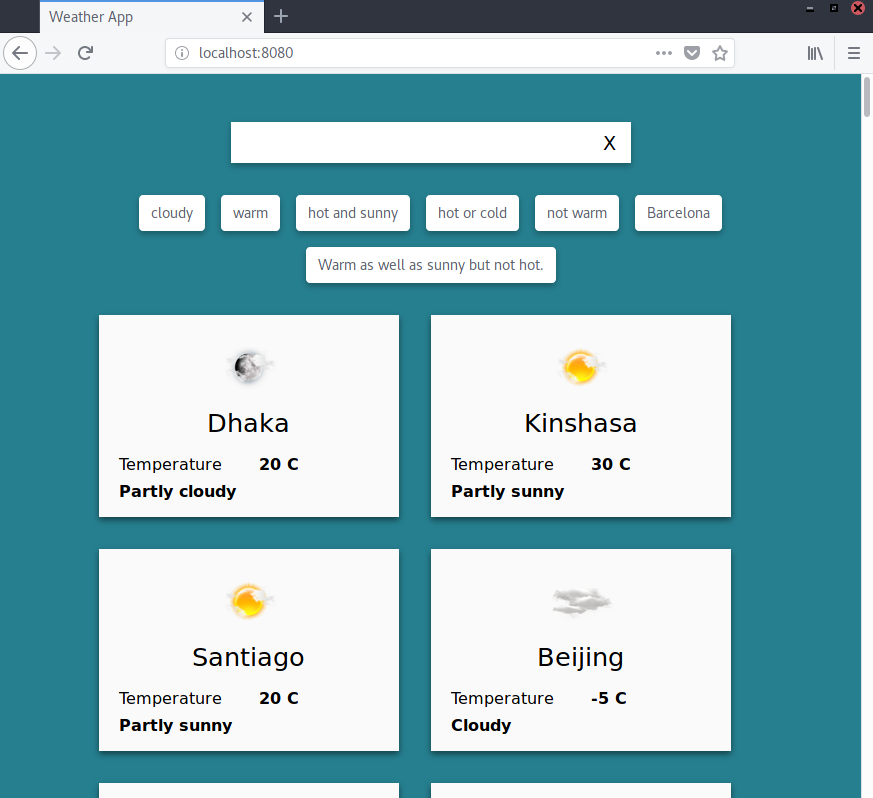 Weather App
localhost:8080
X
cloudy warm hot and sunny hot or cold not warm Barcelona
Warm as well as sunny but not hot.
Dhaka
Temperature 20 C
Partly cloudy
Kinshasa
Temperature 30 C
Partly sunny
Santiago
Temperature 20 C
Partly sunny
Beijing
Temperature -5 C
Cloudy